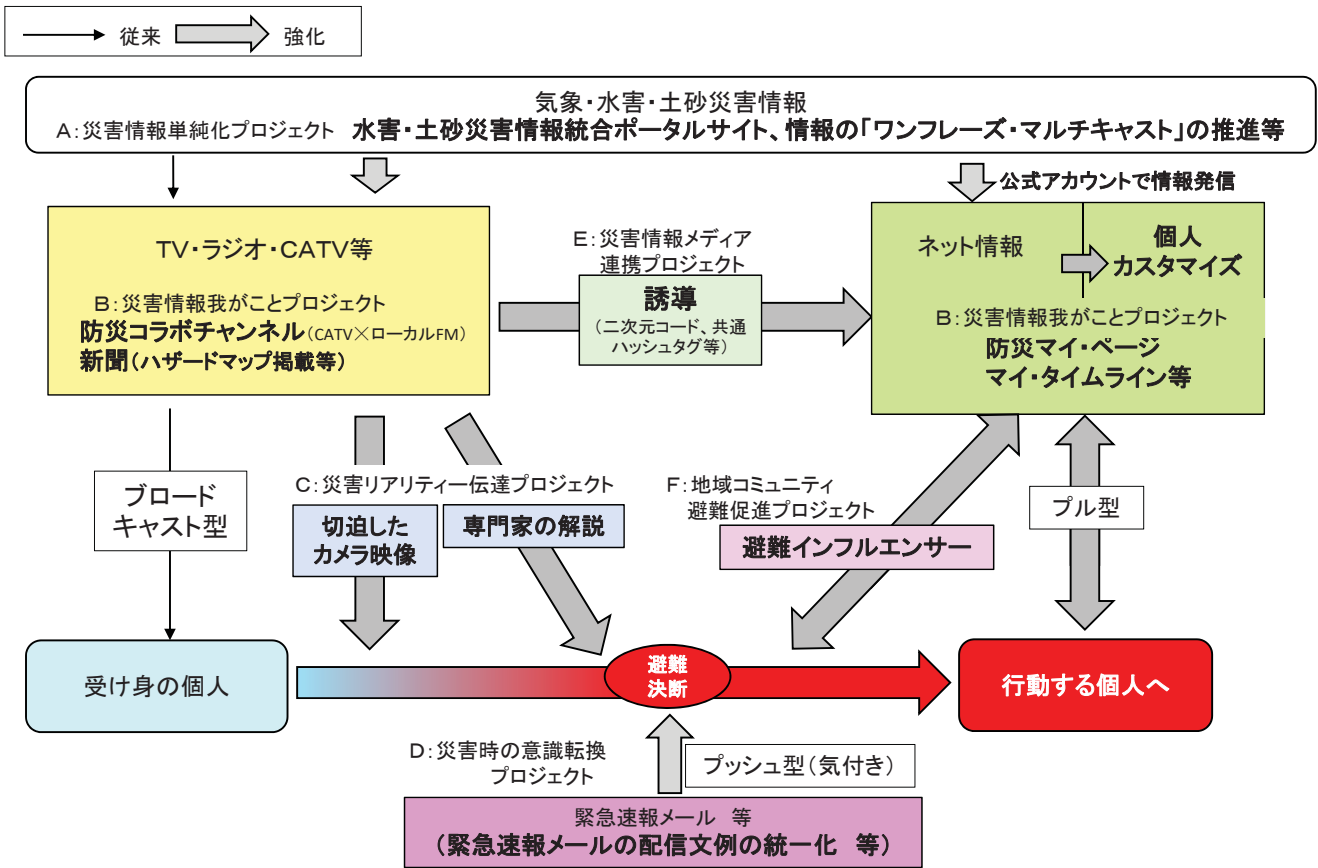 従来
強化
気象・水害・土砂災害情報
A:災害情報単純化プロジェクト 水害・土砂災害情報統合ポータルサイト、情報の「ワンフレーズ・マルチキャスト」の推進等
公式アカウントで情報発信
TV・ラジオ・CATV等
B:災害情報我がことプロジェクト
防災コラボチャンネル(CATV×ローカルFM)
新聞(ハザードマップ掲載等)
E:災害情報メディア
連携プロジェクト
誘導
(二次元コード、共通
ハッシュタグ等)
ネット情報
個人
カスタマイズ
B:災害情報我がことプロジェクト
防災マイ・ページ
マイ・タイムライン等
ブロード
キャスト型
C:災害リアリティー伝達プロジェクト
切迫した
カメラ映像
専門家の解説
F:地域コミュニティ
避難促進プロジェクト
避難インフルエンサー
プル型
受け身の個人
避難
決断
行動する個人へ
D:災害時の意識転換
プロジェクト
プッシュ型(気付き)
緊急速報メール 等
(緊急速報メールの配信文例の統一化 等)